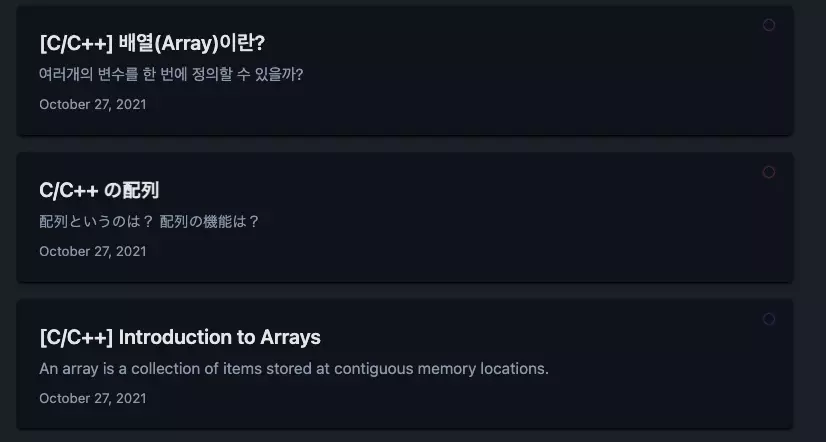 [C/C++] 배열(Array)이란?
여러개의 변수를 한 번에 정의할 수 있을까?
October 27, 2021
C/C++ の配列
配列というのは？ 配列の機能は？
October 27, 2021
[C/C++] Introduction to Arrays
An array is a collection of items stored at contiguous memory locations.
October 27, 2021